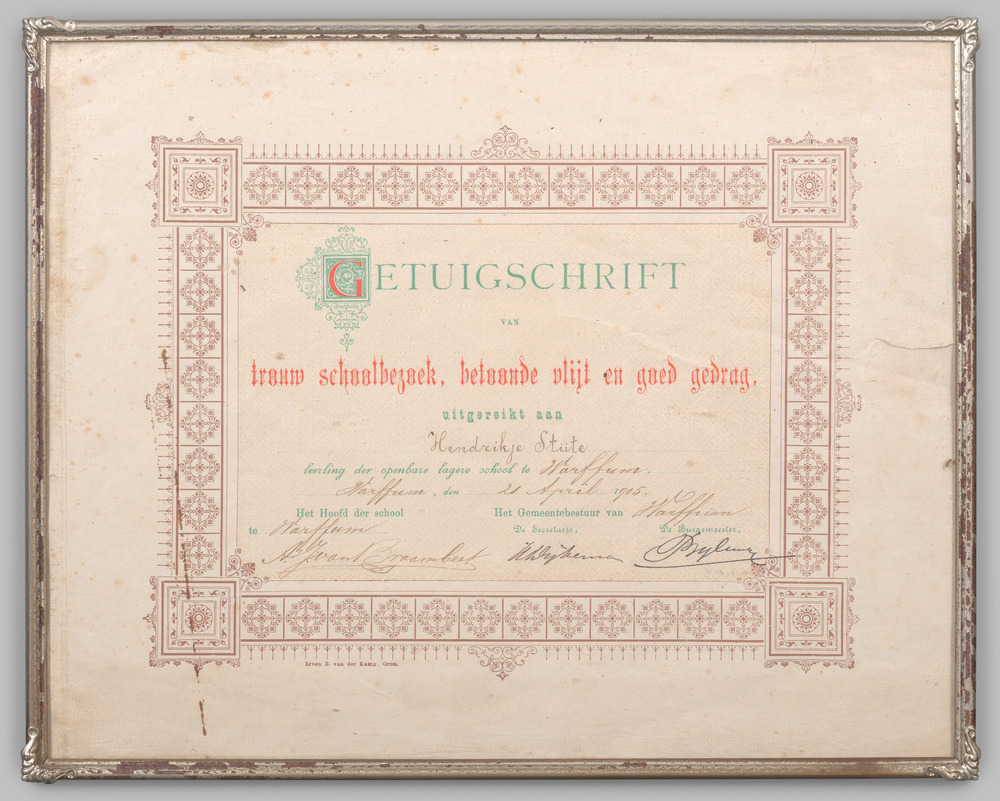 GETUIGSCHRIFT
VAN
trouw schoolbezoek, betoonde vlijt en goed gedrag,
uitgereikt aan
Hendrikje Stüte
leerling der openbare lagere school te Warffum.
Warffum, den 21 April 1905.
Het Hoofd der school Het Gemeentebestuur van Warffum
te Warffum De Secretaris, De Burgemeester,
Erven B. van der Kamp, Gron.